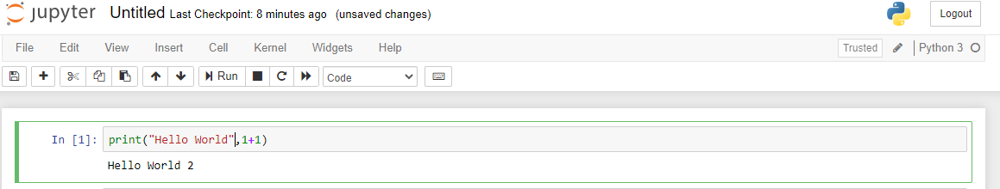 jupyter Untitled Last Checkpoint: 8 minutes ago (unsaved changes) Logout
File Edit View Insert Cell Kernel Widgets Help Trusted Python 3
Run Code
In [1]: print("Hello World",1+1)
Hello World 2